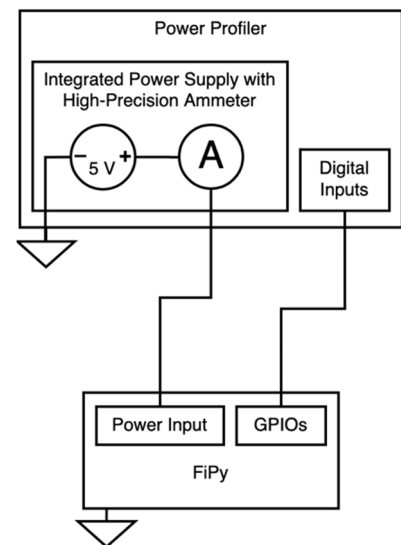 Power Profiler
Integrated Power Supply with
High-Precision Ammeter
− 5 V +
A
Digital
Inputs
Power Input
GPIOs
FiPy